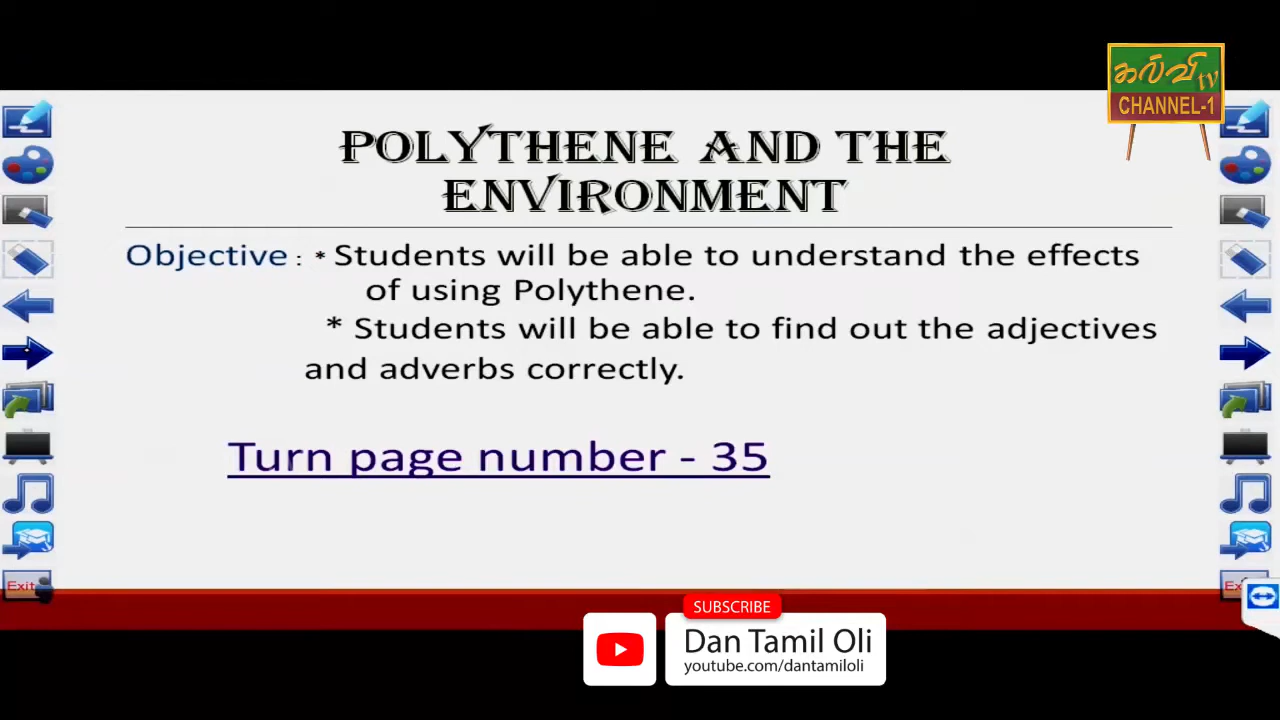 கல்வி tv
CHANNEL-1
POLYTHENE AND THE
ENVIRONMENT
Objective : * Students will be able to understand the effects
of using Polythene.
* Students will be able to find out the adjectives
and adverbs correctly.
Turn page number - 35
Exit
SUBSCRIBE
Dan Tamil Oli
youtube.com/dantamiloli